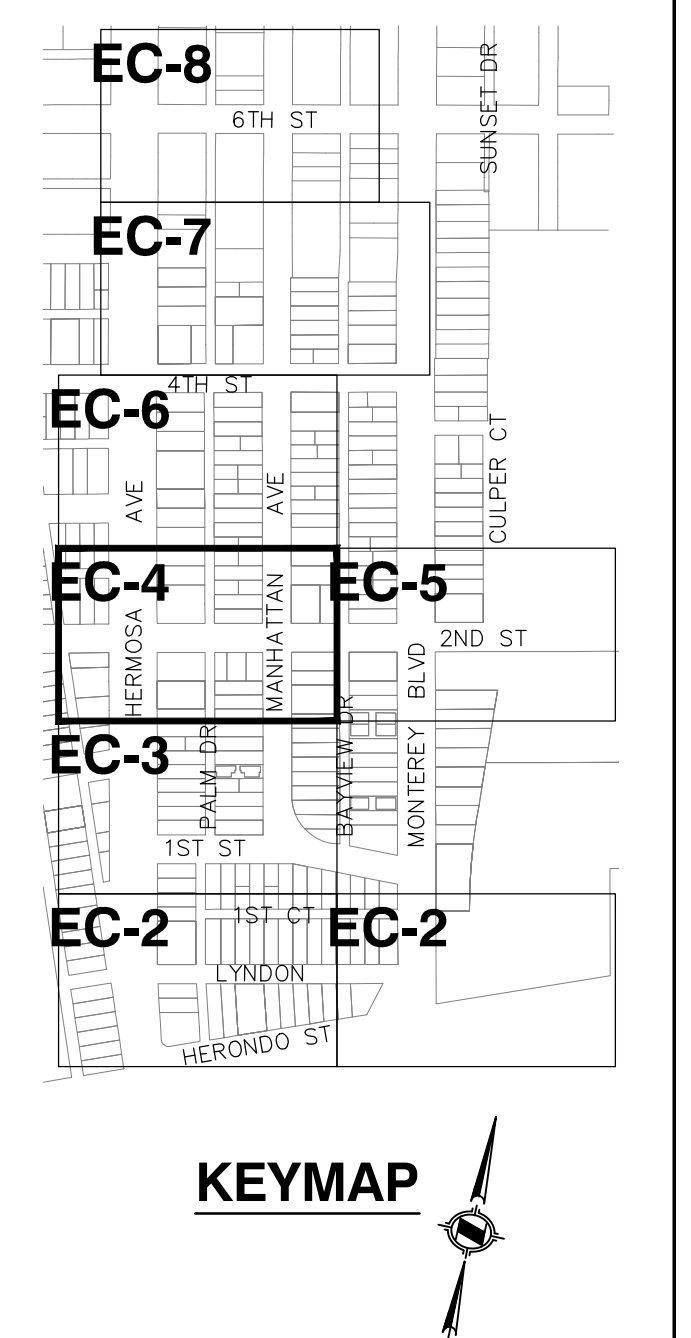 EC-8
SUNSET DR
6TH ST
EC-7
4TH ST
EC-6
AVE
AVE
CULPER CT
EC-4
EC-5
HERMOSA
MANHATTAN
2ND ST
MONTEREY BLVD
EC-3
PALM DR
BAYVIEW DR
1ST ST
EC-2
1ST CT
EC-2
LYNDON
HERONDO ST
KEYMAP